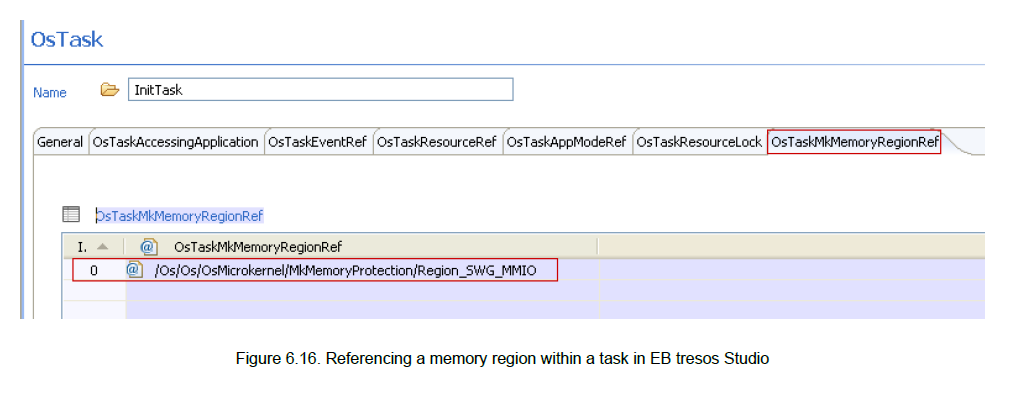 OsTask
Name InitTask
General OsTaskAccessingApplication OsTaskEventRef OsTaskResourceRef OsTaskAppModeRef OsTaskResourceLock OsTaskMkMemoryRegionRef
OsTaskMkMemoryRegionRef
I. OsTaskMkMemoryRegionRef
0 /Os/Os/OsMicrokernel/MkMemoryProtection/Region_SWG_MMIO
Figure 6.16. Referencing a memory region within a task in EB tresos Studio